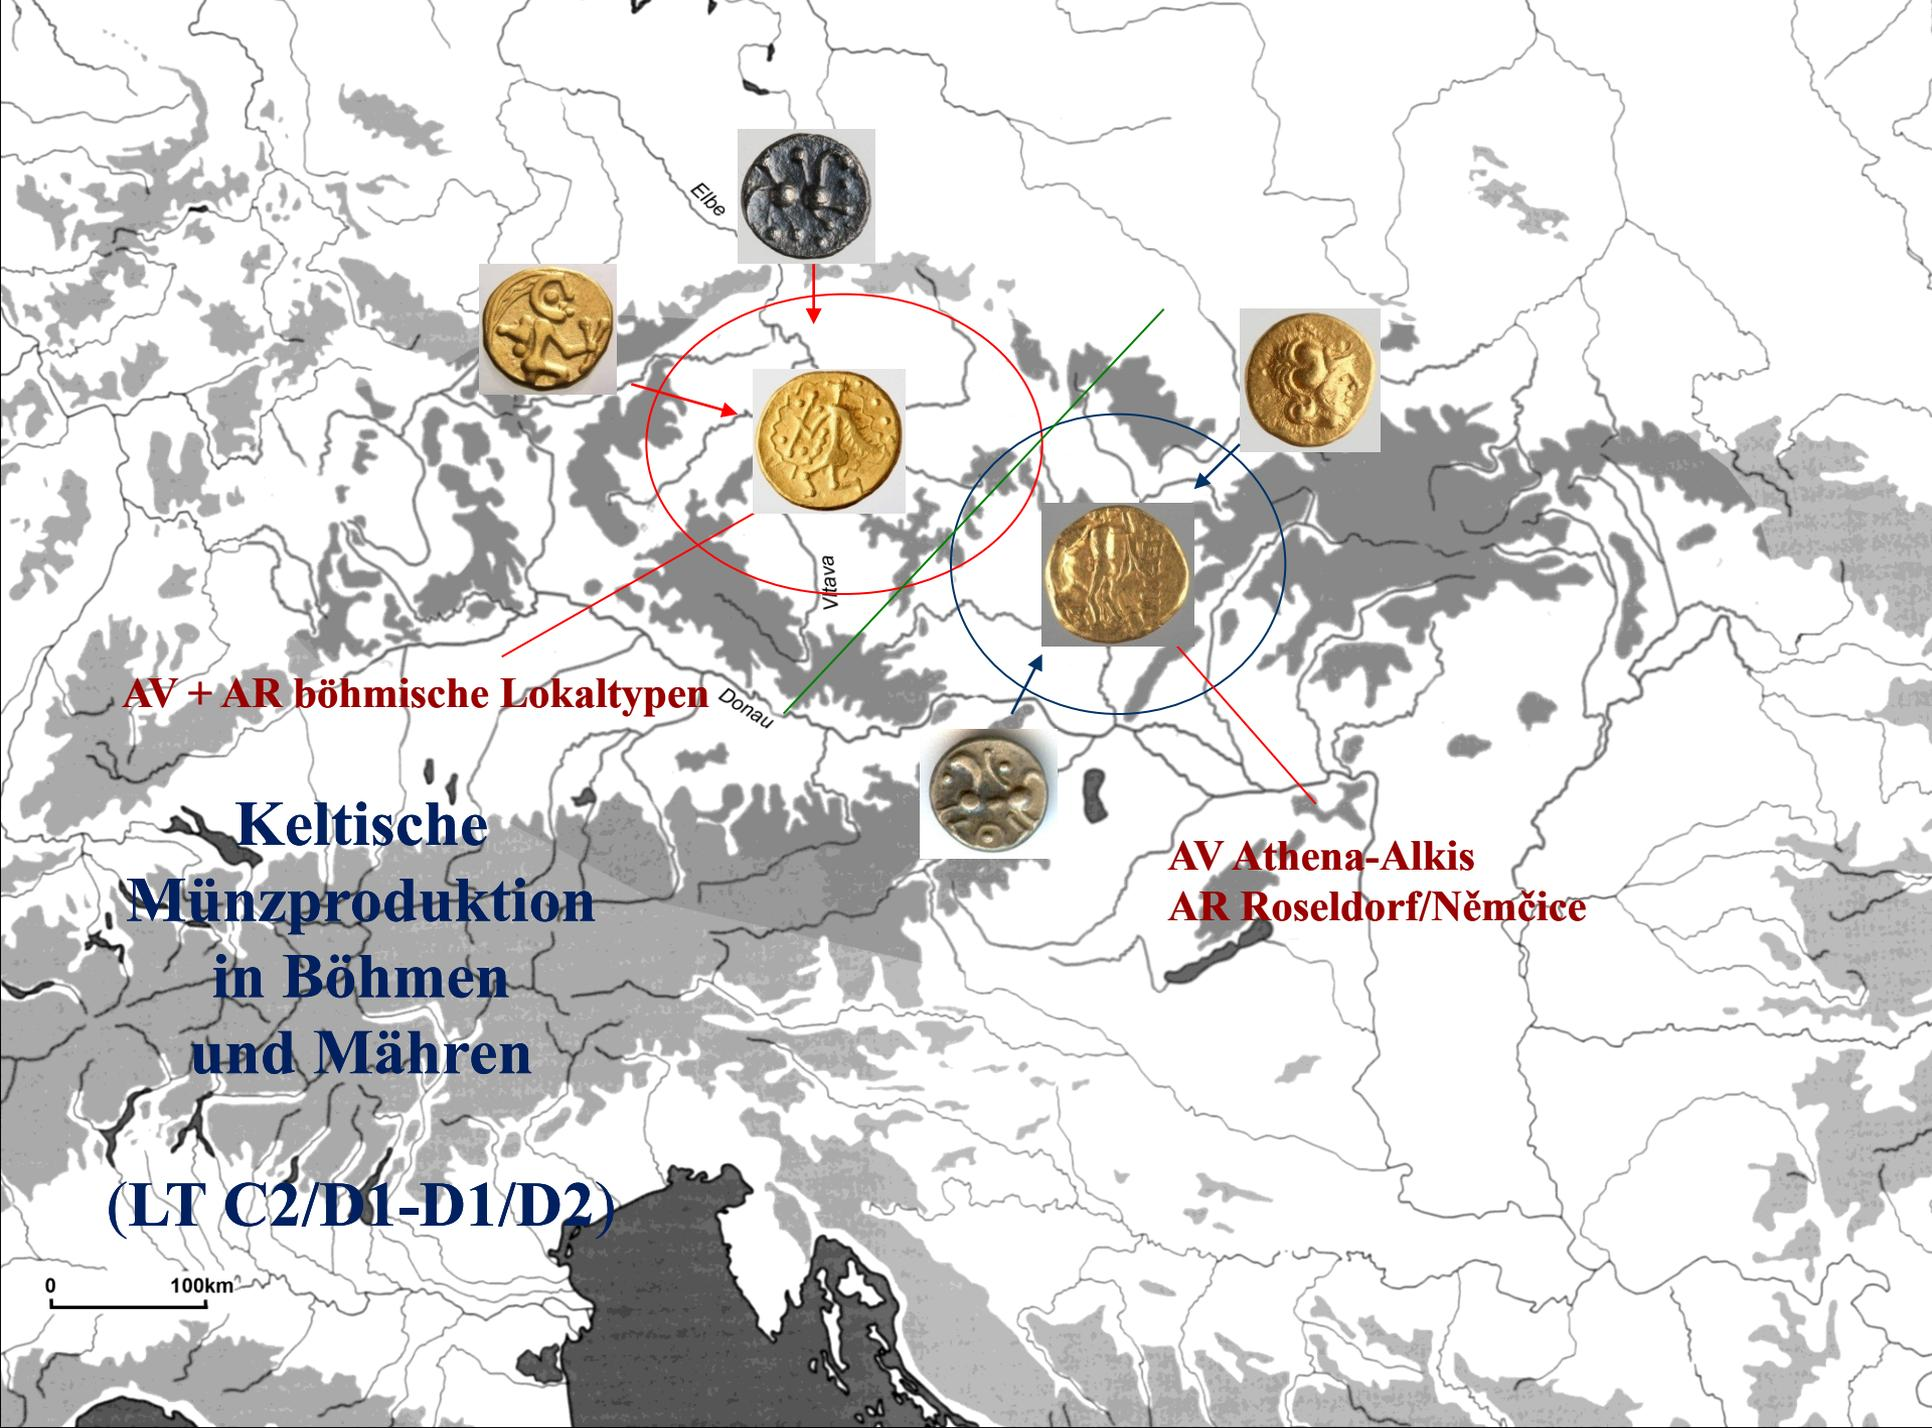 Elbe
Vltava
AV + AR böhmische Lokaltypen
Donau
Keltische
Münzproduktion
in Böhmen
und Mähren
(LT C2/D1-D1/D2)
AV Athena-Alkis
AR Roseldorf/Němčice
0 100km